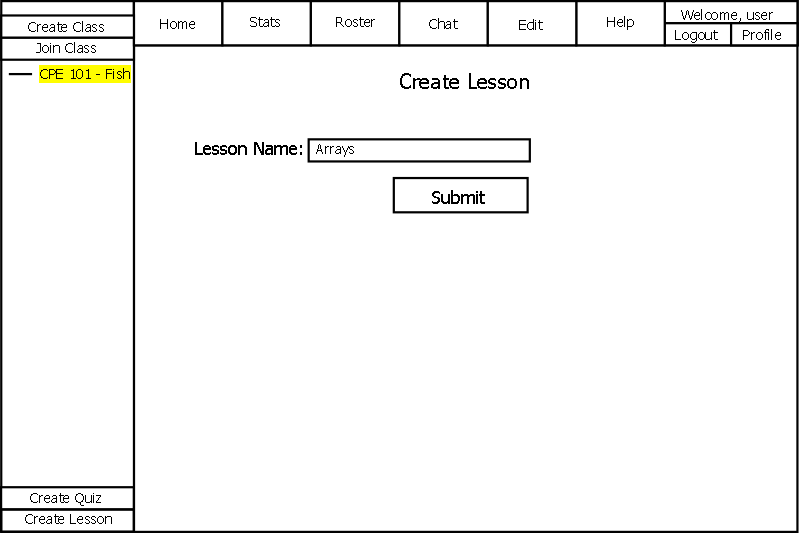 Create Class
Join Class
CPE 101 - Fish
Home
Stats
Roster
Chat
Edit
Help
Welcome, user
Logout
Profile
Create Lesson
Lesson Name:
Arrays
Submit
Create Quiz
Create Lesson